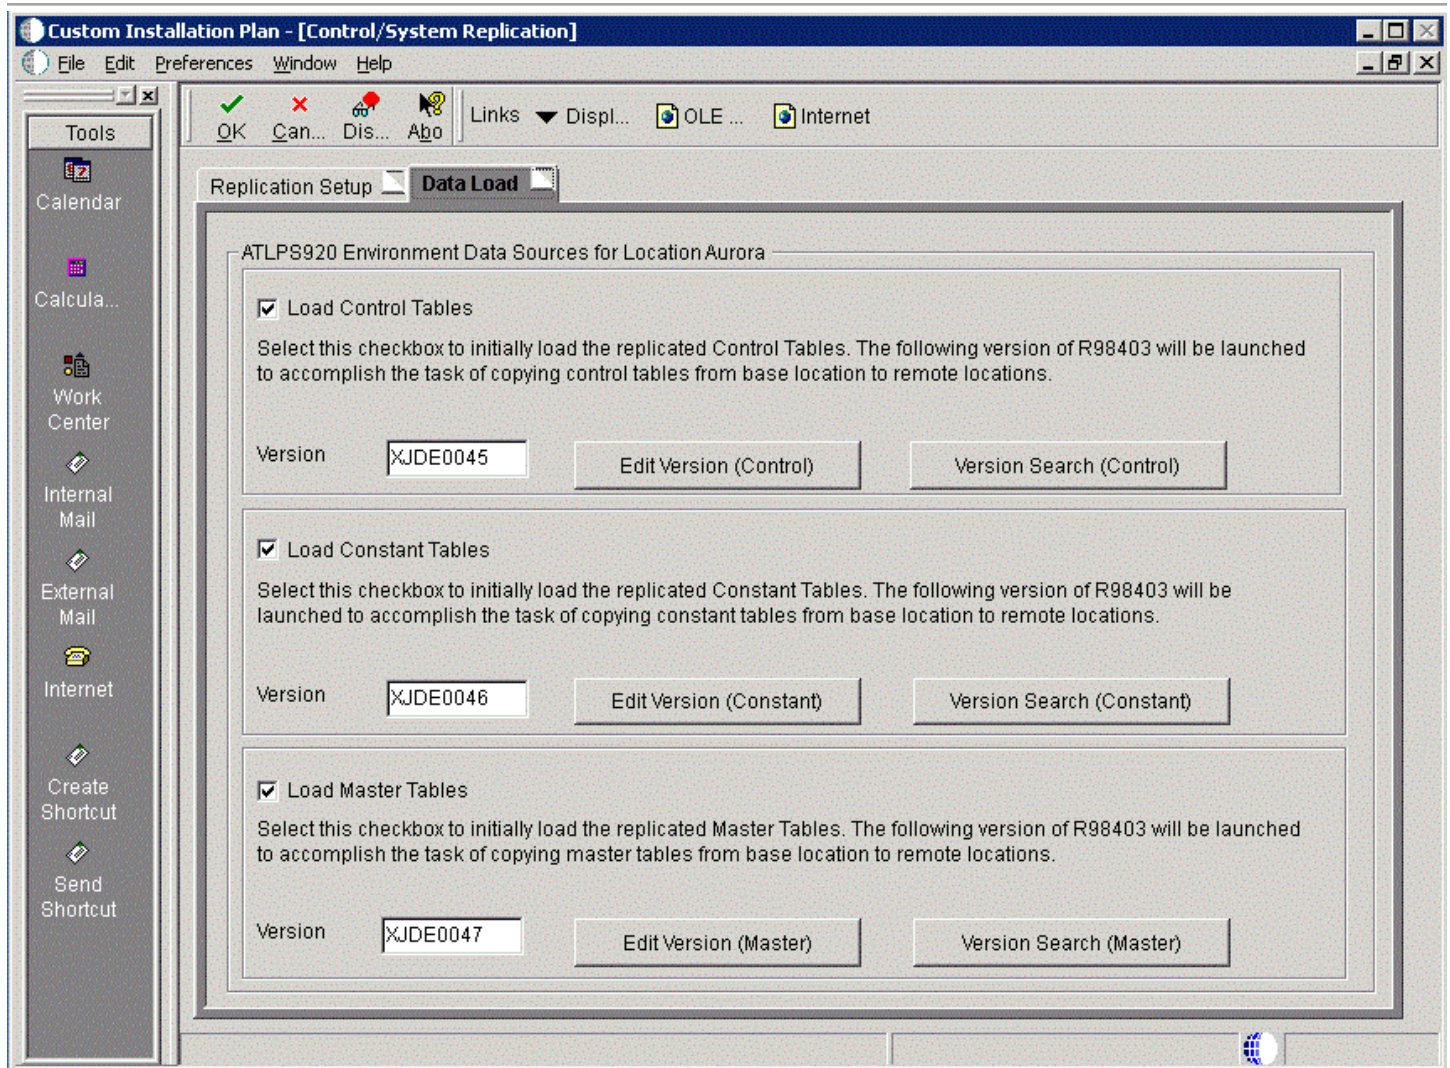 Custom Installation Plan - [Control/System Replication]
File Edit Preferences Window Help
Tools
OK Can... Dis... Abo Links Displ... OLE ... Internet
Calendar
Calcula...
Work
Center
Internal
Mail
External
Mail
Internet
Create
Shortcut
Send
Shortcut
Replication Setup Data Load
ATLPS920 Environment Data Sources for Location Aurora
Load Control Tables
Select this checkbox to initially load the replicated Control Tables. The following version of R98403 will be launched
to accomplish the task of copying control tables from base location to remote locations.
Version XJDE0045 Edit Version (Control) Version Search (Control)
Load Constant Tables
Select this checkbox to initially load the replicated Constant Tables. The following version of R98403 will be
launched to accomplish the task of copying constant tables from base location to remote locations.
Version XJDE0046 Edit Version (Constant) Version Search (Constant)
Load Master Tables
Select this checkbox to initially load the replicated Master Tables. The following version of R98403 will be launched
to accomplish the task of copying master tables from base location to remote locations.
Version XJDE0047 Edit Version (Master) Version Search (Master)